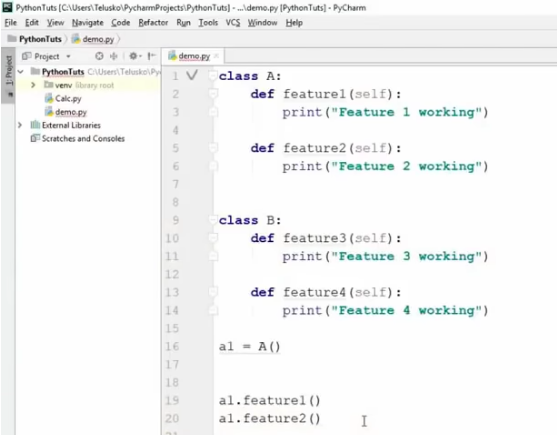 PythonTuts [C:\Users\Telusko\PycharmProjects\PythonTuts] - ...\demo.py [PythonTuts] - PyCharm
File Edit View Navigate Code Refactor Run Tools VCS Window Help
PythonTuts demo.py
Project
demo.py
1: Project
PythonTuts C:\Users\Telusko\Py
venv library root
Calc.py
demo.py
External Libraries
Scratches and Consoles
1 class A:
2 def feature1(self):
3 print("Feature 1 working")
4
5 def feature2(self):
6 print("Feature 2 working")
7
8
9 class B:
10 def feature3(self):
11 print("Feature 3 working")
12
13 def feature4(self):
14 print("Feature 4 working")
15
16 a1 = A()
17
18
19 a1.feature1()
20 a1.feature2()